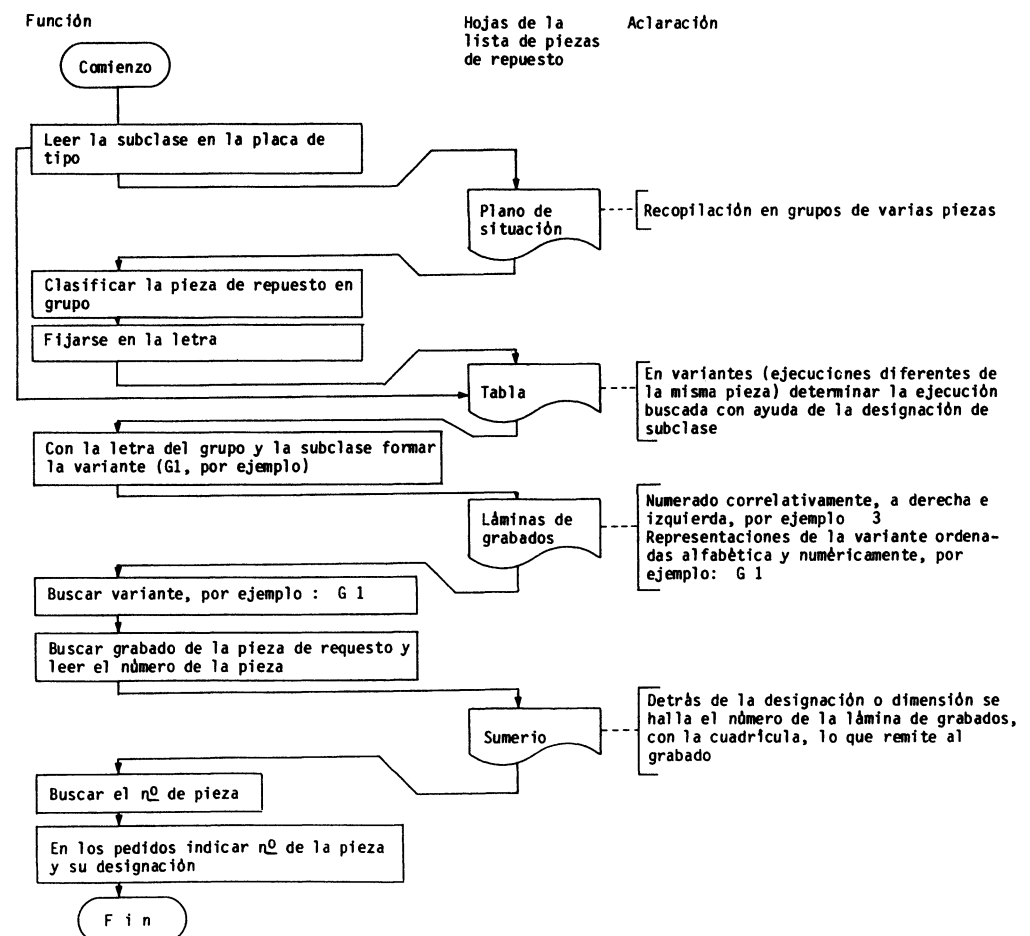 Función
Hojas de la
lista de piezas
de repuesto
Aclaración
Comienzo
Leer la subclase en la placa de
tipo
Plano de
situación
Recopilación en grupos de varias piezas
Clasificar la pieza de repuesto en
grupo
Fijarse en la letra
Tabla
En variantes (ejecuciones diferentes de
la misma pieza) determinar la ejecución
buscada con ayuda de la designación de
subclase
Con la letra del grupo y la subclase formar
la variante (G1, por ejemplo)
Láminas de
grabados
Numerado correlativamente, a derecha e
izquierda, por ejemplo 3
Representaciones de la variante ordena-
das alfabética y numéricamente, por
ejemplo: G 1
Buscar variante, por ejemplo : G 1
Buscar grabado de la pieza de requesto y
leer el número de la pieza
Sumerio
Detrás de la designación o dimensión se
halla el número de la lámina de grabados,
con la cuadrícula, lo que remite al
grabado
Buscar el nº de pieza
En los pedidos indicar nº de la pieza
y su designación
F i n